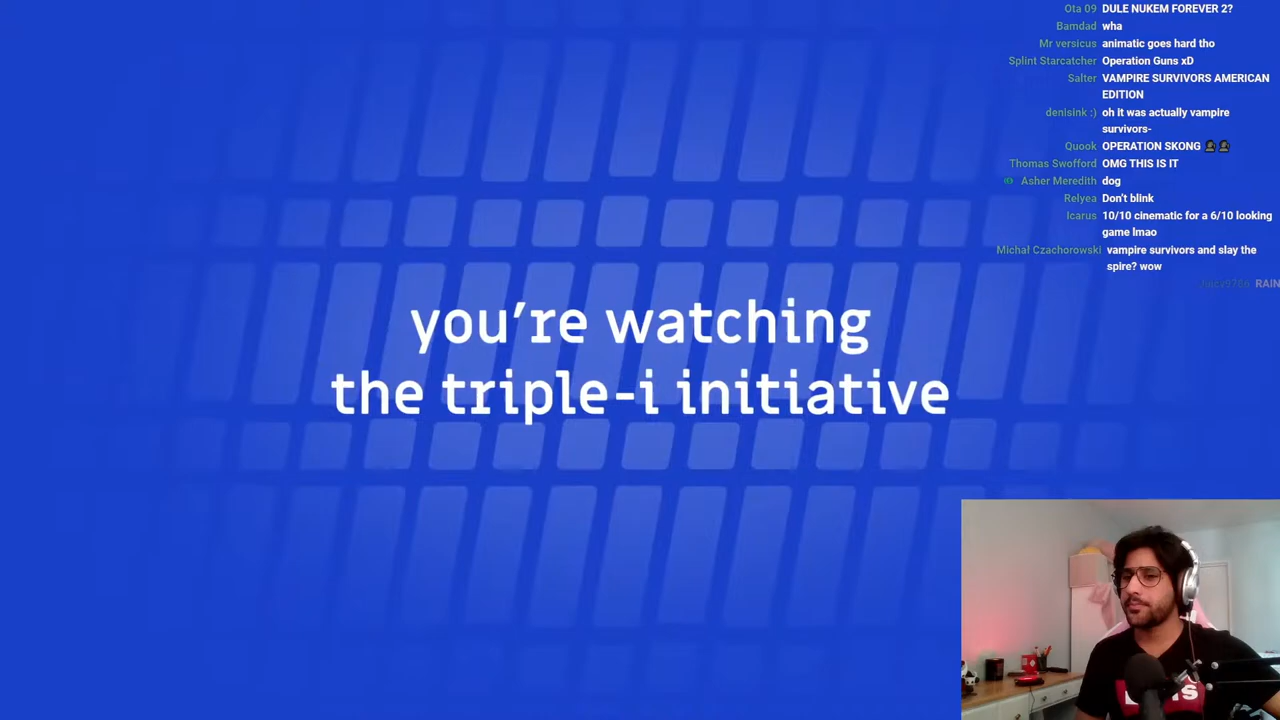 Ota 09 DULE NUKEM FOREVER 2?
Bamdad wha
Mr versicus animatic goes hard tho
Splint Starcatcher Operation Guns xD
Salter VAMPIRE SURVIVORS AMERICAN
EDITION
denisink :) oh it was actually vampire
survivors-
Quook OPERATION SKONG
Thomas Swofford OMG THIS IS IT
Asher Meredith dog
Relyea Don't blink
Icarus 10/10 cinematic for a 6/10 looking
game lmao
Michał Czachorowski vampire survivors and slay the
spire? wow
RAIN
you're watching
the triple-i initiative